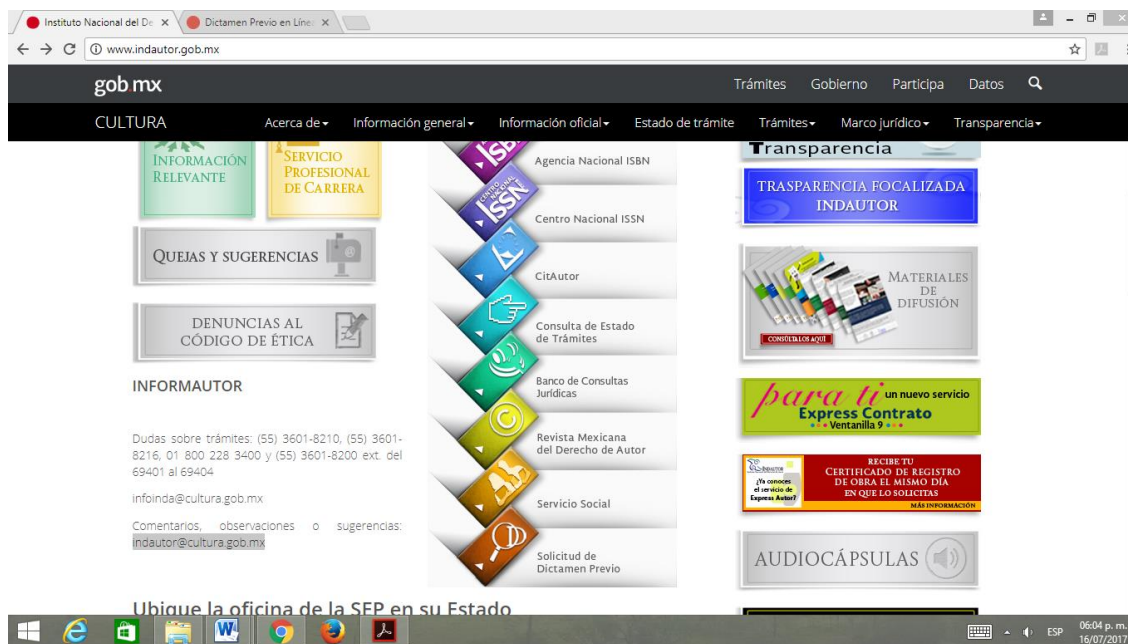 Instituto Nacional del De
Dictamen Previo en Líne
www.indautor.gob.mx
gob.mx
Trámites Gobierno Participa Datos
CULTURA
Acerca de Información general Información oficial Estado de trámite Trámites Marco jurídico Transparencia
INFORMACIÓN
RELEVANTE
SERVICIO
PROFESIONAL
DE CARRERA
QUEJAS Y SUGERENCIAS
DENUNCIAS AL
CÓDIGO DE ÉTICA
INFORMAUTOR
Dudas sobre trámites: (55) 3601-8210, (55) 3601-
8216, 01 800 228 3400 y (55) 3601-8200 ext. del
69401 al 69404
infoinda@cultura.gob.mx
Comentarios, observaciones o sugerencias:
indautor@cultura.gob.mx
Ubique la oficina de la SEP en su Estado
ISBN
Agencia Nacional ISBN
CENTRO
NACIONAL
ISSN
Centro Nacional ISSN
CitAutor
Consulta de Estado
de Trámites
Banco de Consultas
Jurídicas
Revista Mexicana
del Derecho de Autor
Servicio Social
Solicitud de
Dictamen Previo
Transparencia
TRASPARENCIA FOCALIZADA
INDAUTOR
MATERIALES
DE
DIFUSIÓN
CONSÚLTALOS AQUÍ
para ti un nuevo servicio
Express Contrato
Ventanilla 9
INDAUTOR
¿Ya conoces
el servicio de
Express Autor?
RECIBE TU
CERTIFICADO DE REGISTRO
DE OBRA EL MISMO DÍA
EN QUE LO SOLICITAS
MÁS INFORMACIÓN
AUDIOCÁPSULAS
ESP
06:04 p. m.
16/07/2017